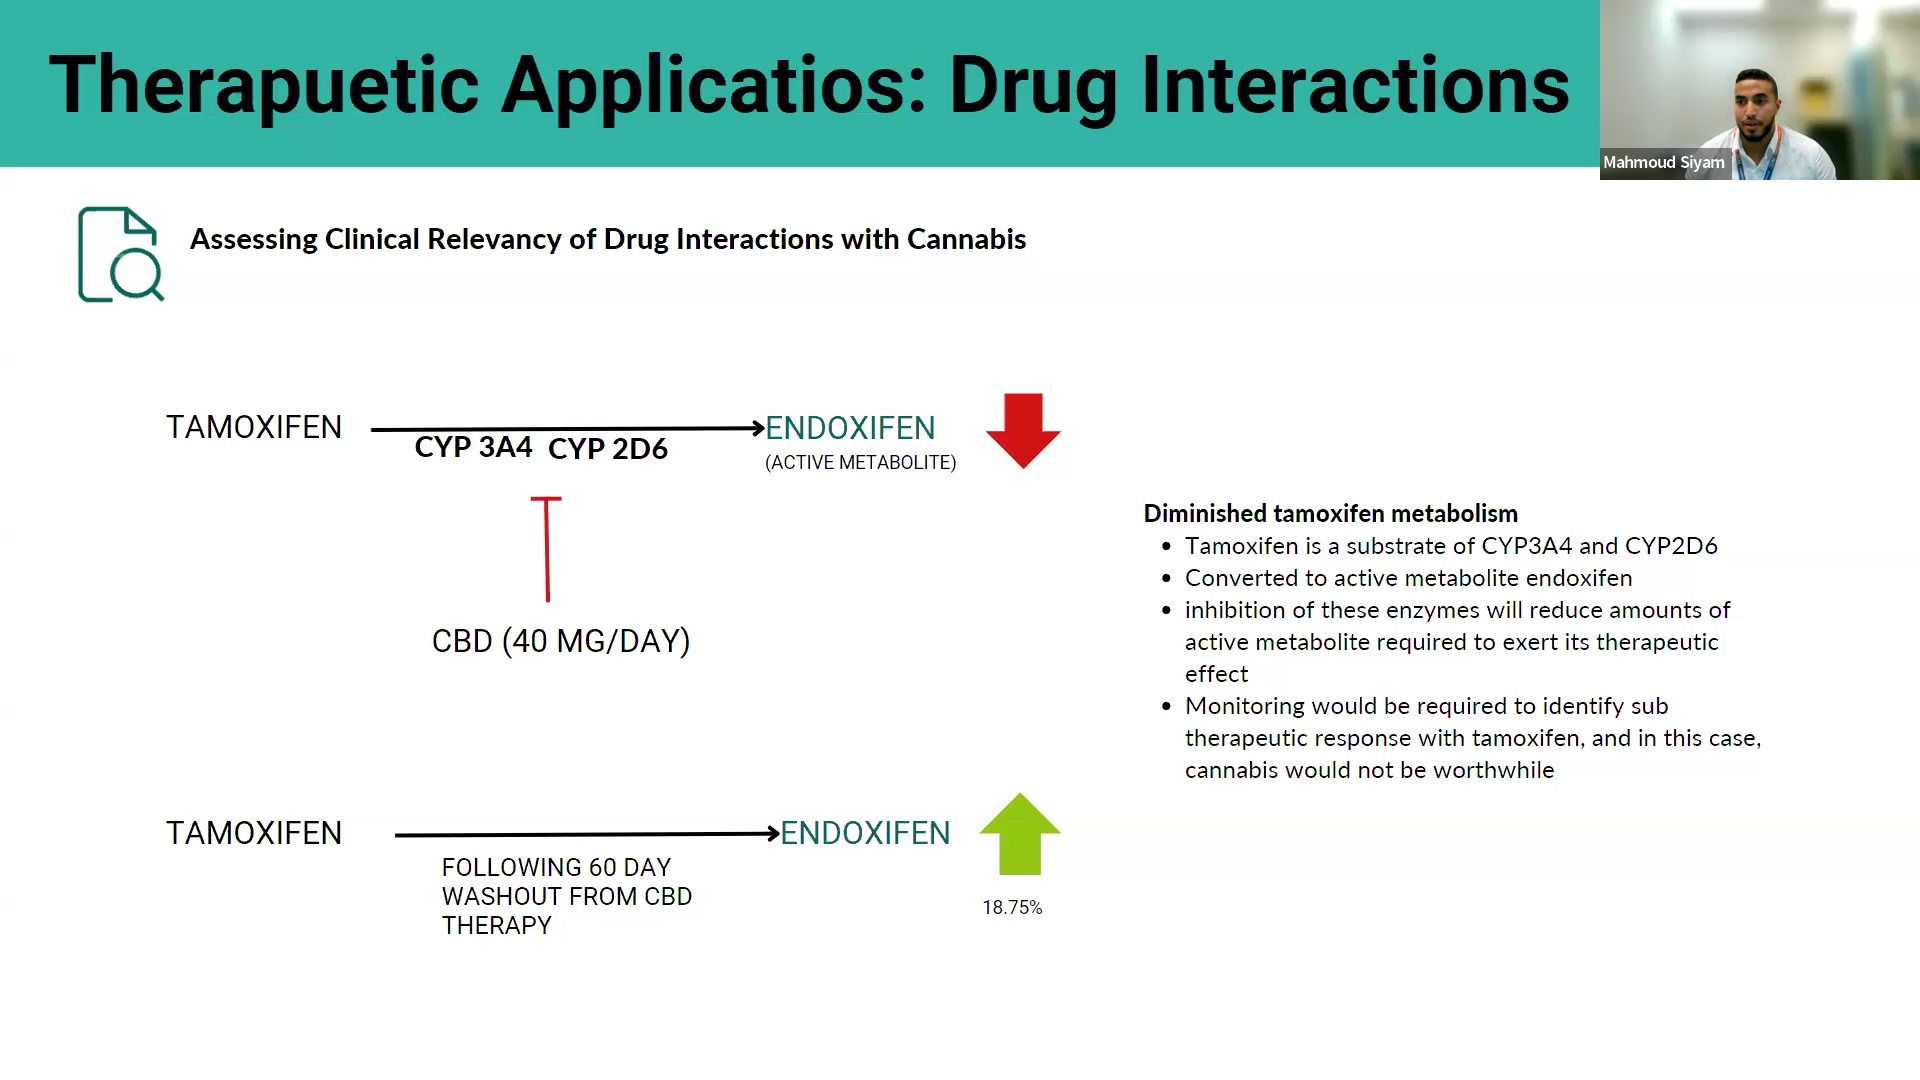 Therapuetic Applicatios: Drug Interactions
Mahmoud Siyam
Assessing Clinical Relevancy of Drug Interactions with Cannabis
TAMOXIFEN
CYP 3A4 CYP 2D6
ENDOXIFEN
(ACTIVE METABOLITE)
CBD (40 MG/DAY)
Diminished tamoxifen metabolism
• Tamoxifen is a substrate of CYP3A4 and CYP2D6
• Converted to active metabolite endoxifen
• inhibition of these enzymes will reduce amounts of
active metabolite required to exert its therapeutic
effect
• Monitoring would be required to identify sub
therapeutic response with tamoxifen, and in this case,
cannabis would not be worthwhile
TAMOXIFEN
FOLLOWING 60 DAY
WASHOUT FROM CBD
THERAPY
ENDOXIFEN
18.75%